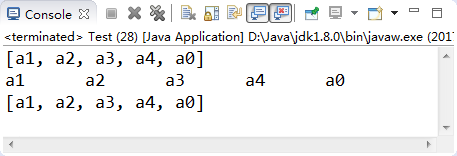 Console
<terminated> Test (28) [Java Application] D:\Java\jdk1.8.0\bin\javaw.exe (201
[a1, a2, a3, a4, a0]
a1 a2 a3 a4 a0
[a1, a2, a3, a4, a0]